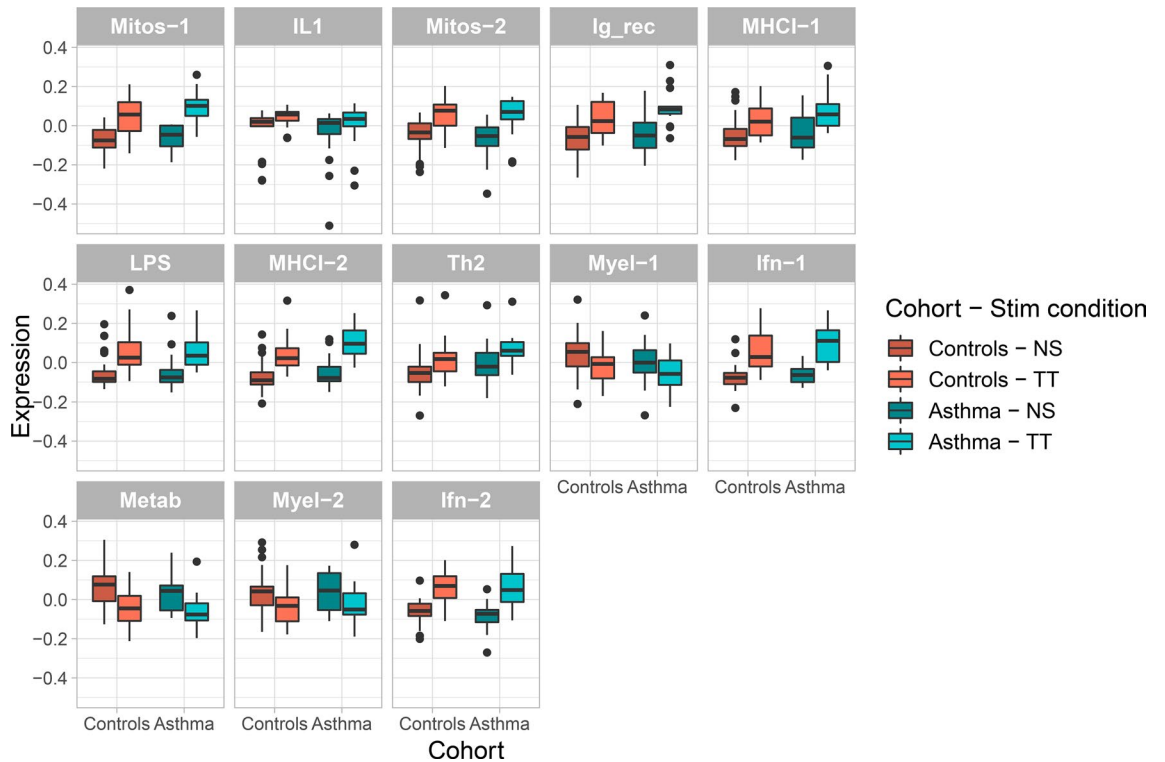 Mitos−1 IL1 Mitos−2 Ig_rec MHCI−1
0.4
0.2
0.0
−0.2
−0.4
LPS MHCI−2 Th2 Myel−1 Ifn−1
0.4
0.2
0.0
−0.2
−0.4
Controls Asthma Controls Asthma
Metab Myel−2 Ifn−2
0.4
0.2
0.0
−0.2
−0.4
Controls Asthma Controls Asthma Controls Asthma
Expression
Cohort
Cohort − Stim condition
Controls − NS
Controls − TT
Asthma − NS
Asthma − TT